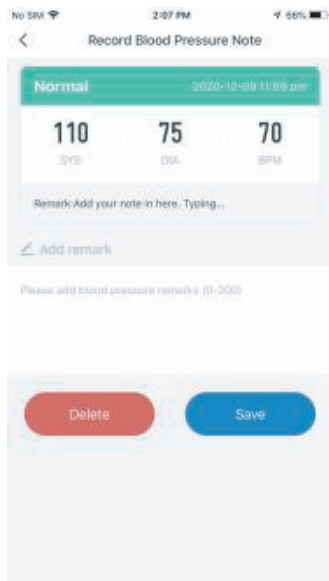 No SIM 2:07 PM 66%
Record Blood Pressure Note
Normal 2020-12-09 11:59 pm
110 75 70
SYS DIA BPM
Remark:Add your note in here. Typing...
Add remark
Please add blood pressure remarks (0-200)
Delete Save